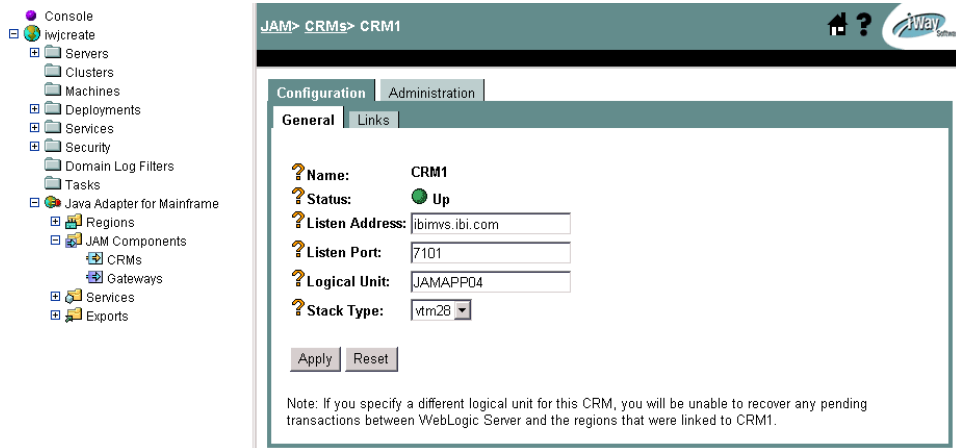 Console
iwjcreate
Servers
Clusters
Machines
Deployments
Services
Security
Domain Log Filters
Tasks
Java Adapter for Mainframe
Regions
JAM Components
CRMs
Gateways
Services
Exports
JAM> CRMs> CRM1
?
iWay
Software
Configuration Administration
General Links
?Name: CRM1
?Status: Up
?Listen Address: ibimvs.ibi.com
?Listen Port: 7101
?Logical Unit: JAMAPP04
?Stack Type: vtm28
Apply Reset
Note: If you specify a different logical unit for this CRM, you will be unable to recover any pending
transactions between WebLogic Server and the regions that were linked to CRM1.